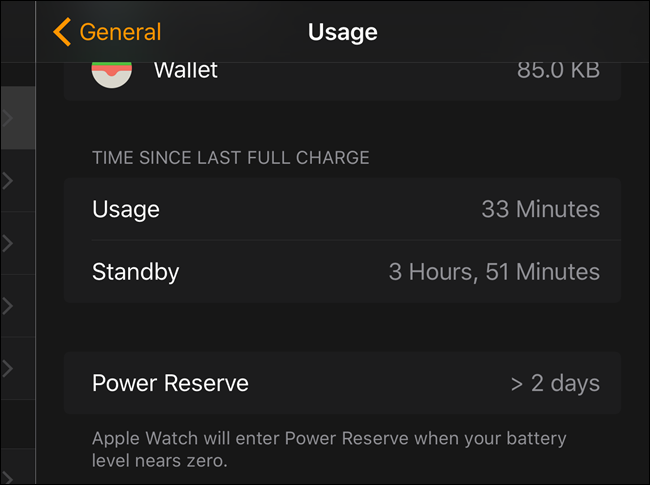 General
Usage
Wallet 85.0 KB
TIME SINCE LAST FULL CHARGE
Usage 33 Minutes
Standby 3 Hours, 51 Minutes
Power Reserve > 2 days
Apple Watch will enter Power Reserve when your battery
level nears zero.